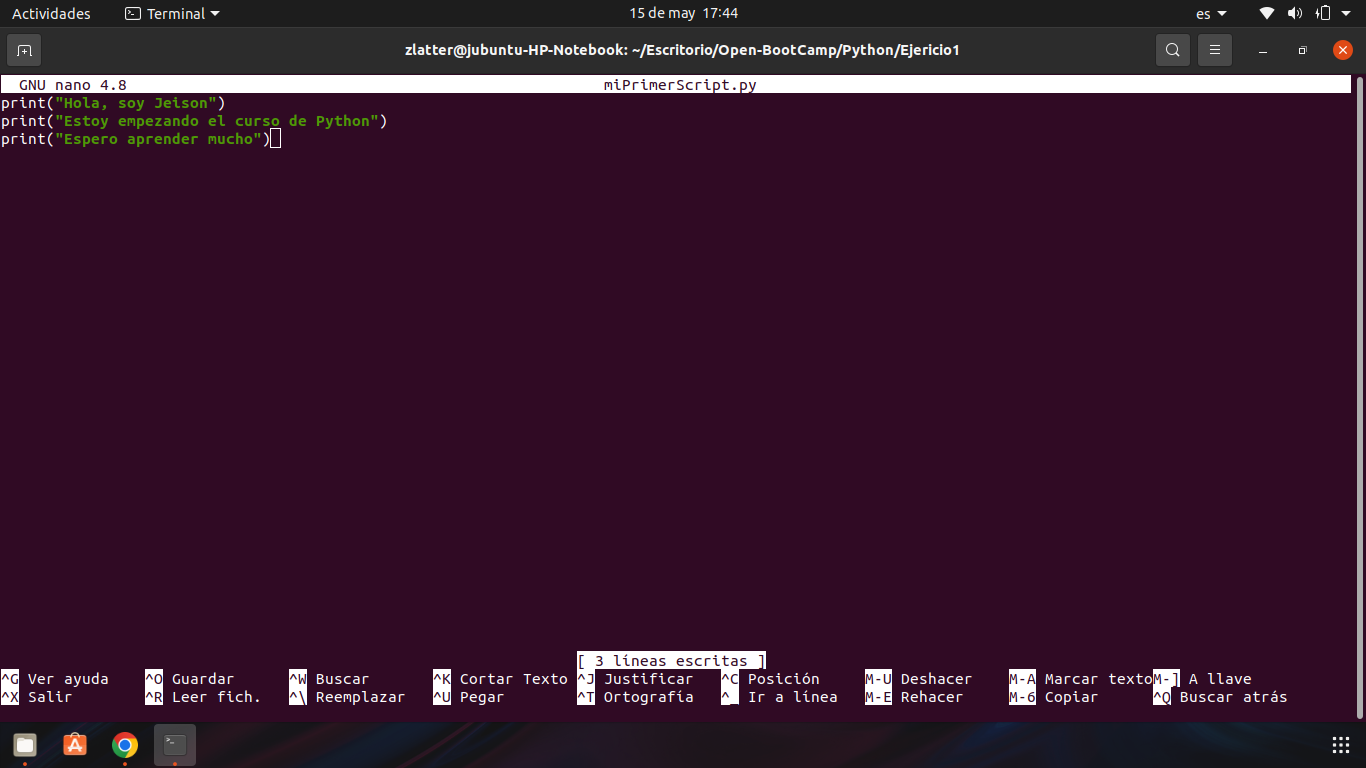 Actividades Terminal 15 de may 17:44 es
zlatter@jubuntu-HP-Notebook: ~/Escritorio/Open-BootCamp/Python/Ejericio1
GNU nano 4.8 miPrimerScript.py
print("Hola, soy Jeison")
print("Estoy empezando el curso de Python")
print("Espero aprender mucho")
[ 3 líneas escritas ]
^G Ver ayuda ^O Guardar ^W Buscar ^K Cortar Texto ^J Justificar ^C Posición M-U Deshacer M-A Marcar texto M-] A llave
^X Salir ^R Leer fich. ^\ Reemplazar ^U Pegar ^T Ortografía ^_ Ir a línea M-E Rehacer M-6 Copiar ^Q Buscar atrás